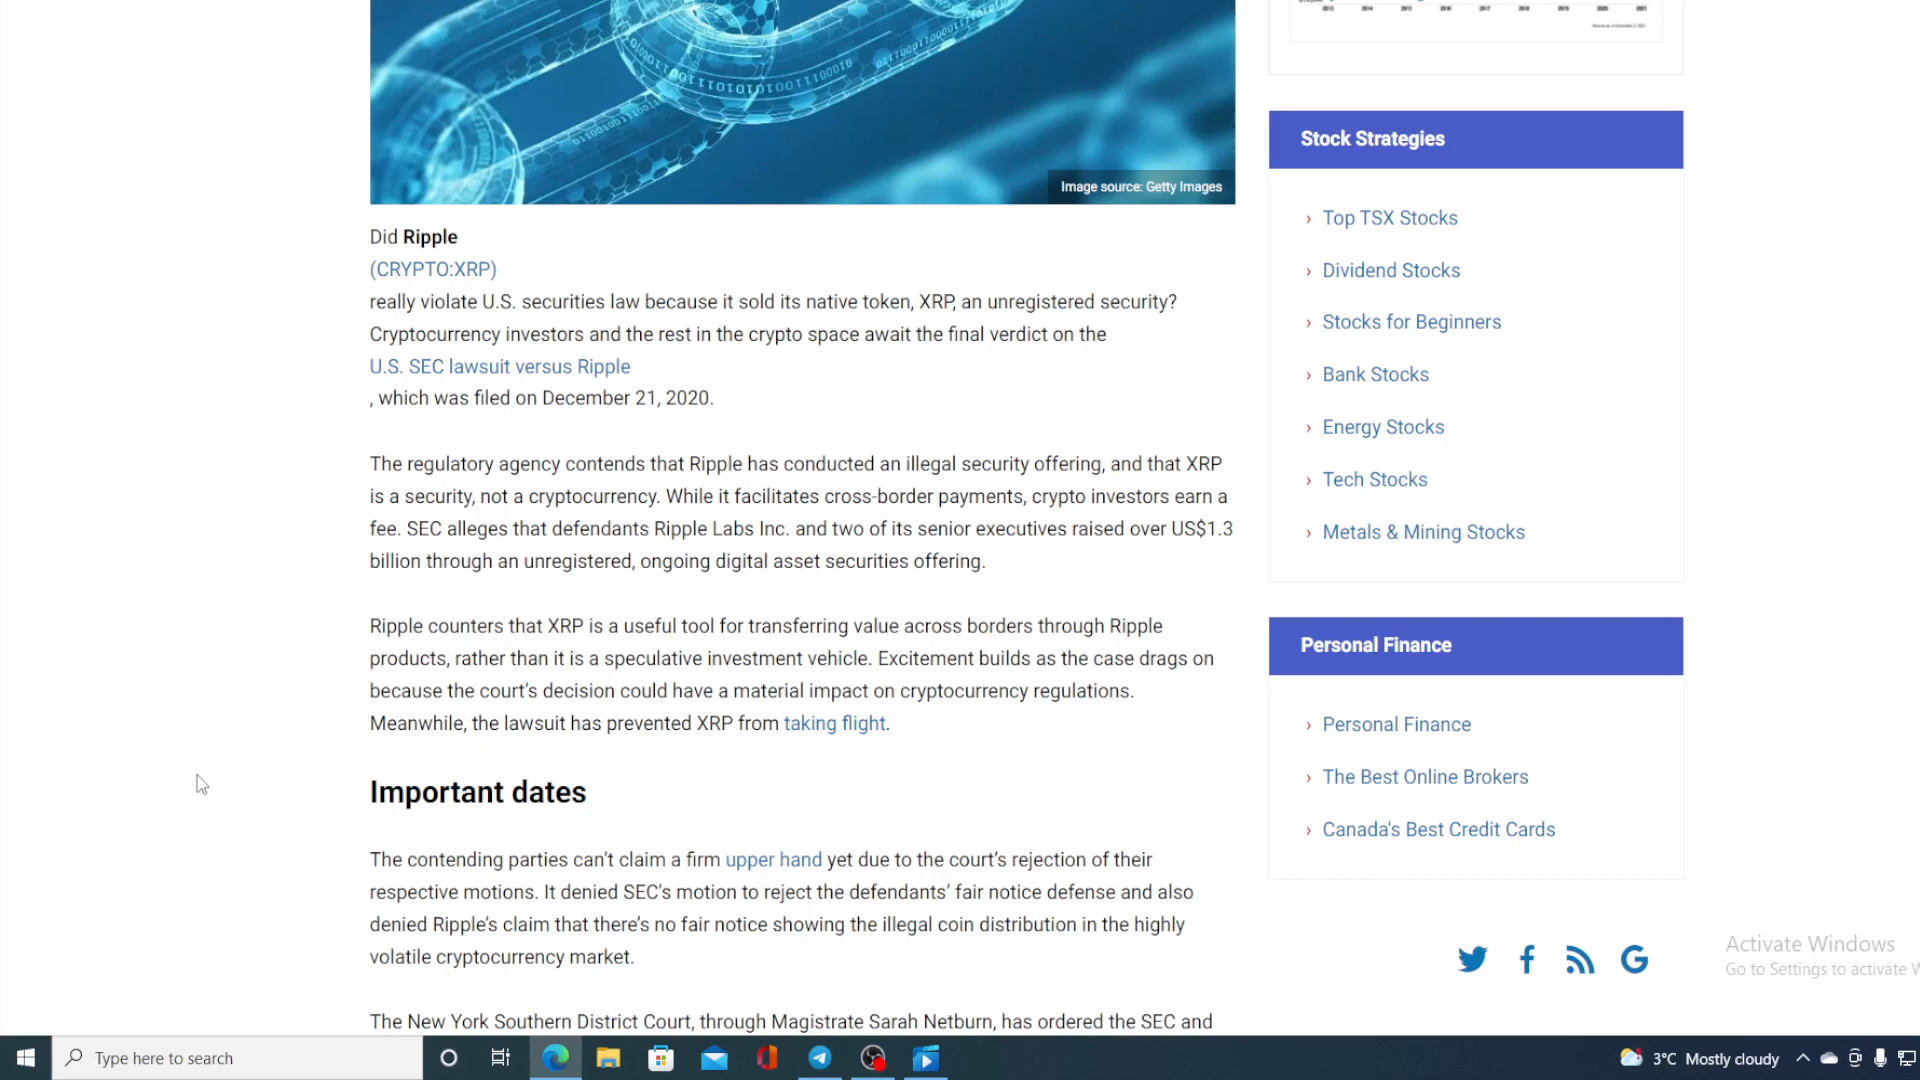 2013 2014 2015 2016 2017 2018 2019 2020 2021
Image source: Getty Images
Did Ripple
(CRYPTO:XRP)
really violate U.S. securities law because it sold its native token, XRP, an unregistered security?
Cryptocurrency investors and the rest in the crypto space await the final verdict on the
U.S. SEC lawsuit versus Ripple
, which was filed on December 21, 2020.
The regulatory agency contends that Ripple has conducted an illegal security offering, and that XRP
is a security, not a cryptocurrency. While it facilitates cross-border payments, crypto investors earn a
fee. SEC alleges that defendants Ripple Labs Inc. and two of its senior executives raised over US$1.3
billion through an unregistered, ongoing digital asset securities offering.
Ripple counters that XRP is a useful tool for transferring value across borders through Ripple
products, rather than it is a speculative investment vehicle. Excitement builds as the case drags on
because the court’s decision could have a material impact on cryptocurrency regulations.
Meanwhile, the lawsuit has prevented XRP from taking flight.
Important dates
The contending parties can’t claim a firm upper hand yet due to the court’s rejection of their
respective motions. It denied SEC’s motion to reject the defendants’ fair notice defense and also
denied Ripple’s claim that there’s no fair notice showing the illegal coin distribution in the highly
volatile cryptocurrency market.
The New York Southern District Court, through Magistrate Sarah Netburn, has ordered the SEC and
Stock Strategies
Top TSX Stocks
Dividend Stocks
Stocks for Beginners
Bank Stocks
Energy Stocks
Tech Stocks
Metals & Mining Stocks
Personal Finance
Personal Finance
The Best Online Brokers
Canada's Best Credit Cards
Activate Windows
Go to Settings to activate W
Type here to search
3°C Mostly cloudy